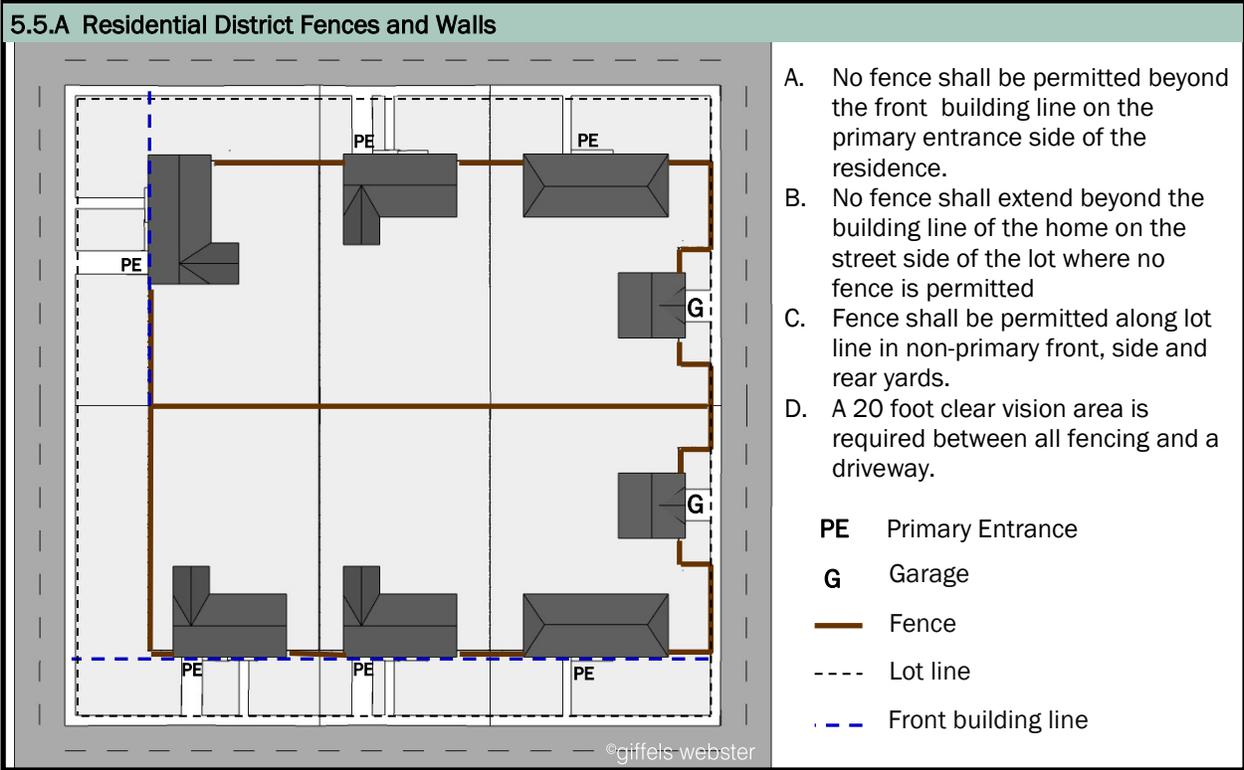 5.5.A Residential District Fences and Walls
A. No fence shall be permitted beyond
the front building line on the
primary entrance side of the
residence.
B. No fence shall extend beyond the
building line of the home on the
street side of the lot where no
fence is permitted
C. Fence shall be permitted along lot
line in non-primary front, side and
rear yards.
D. A 20 foot clear vision area is
required between all fencing and a
driveway.
PE Primary Entrance
G Garage
Fence
Lot line
Front building line
PE
PE
PE
G
G
PE
PE
PE
©giffels webster